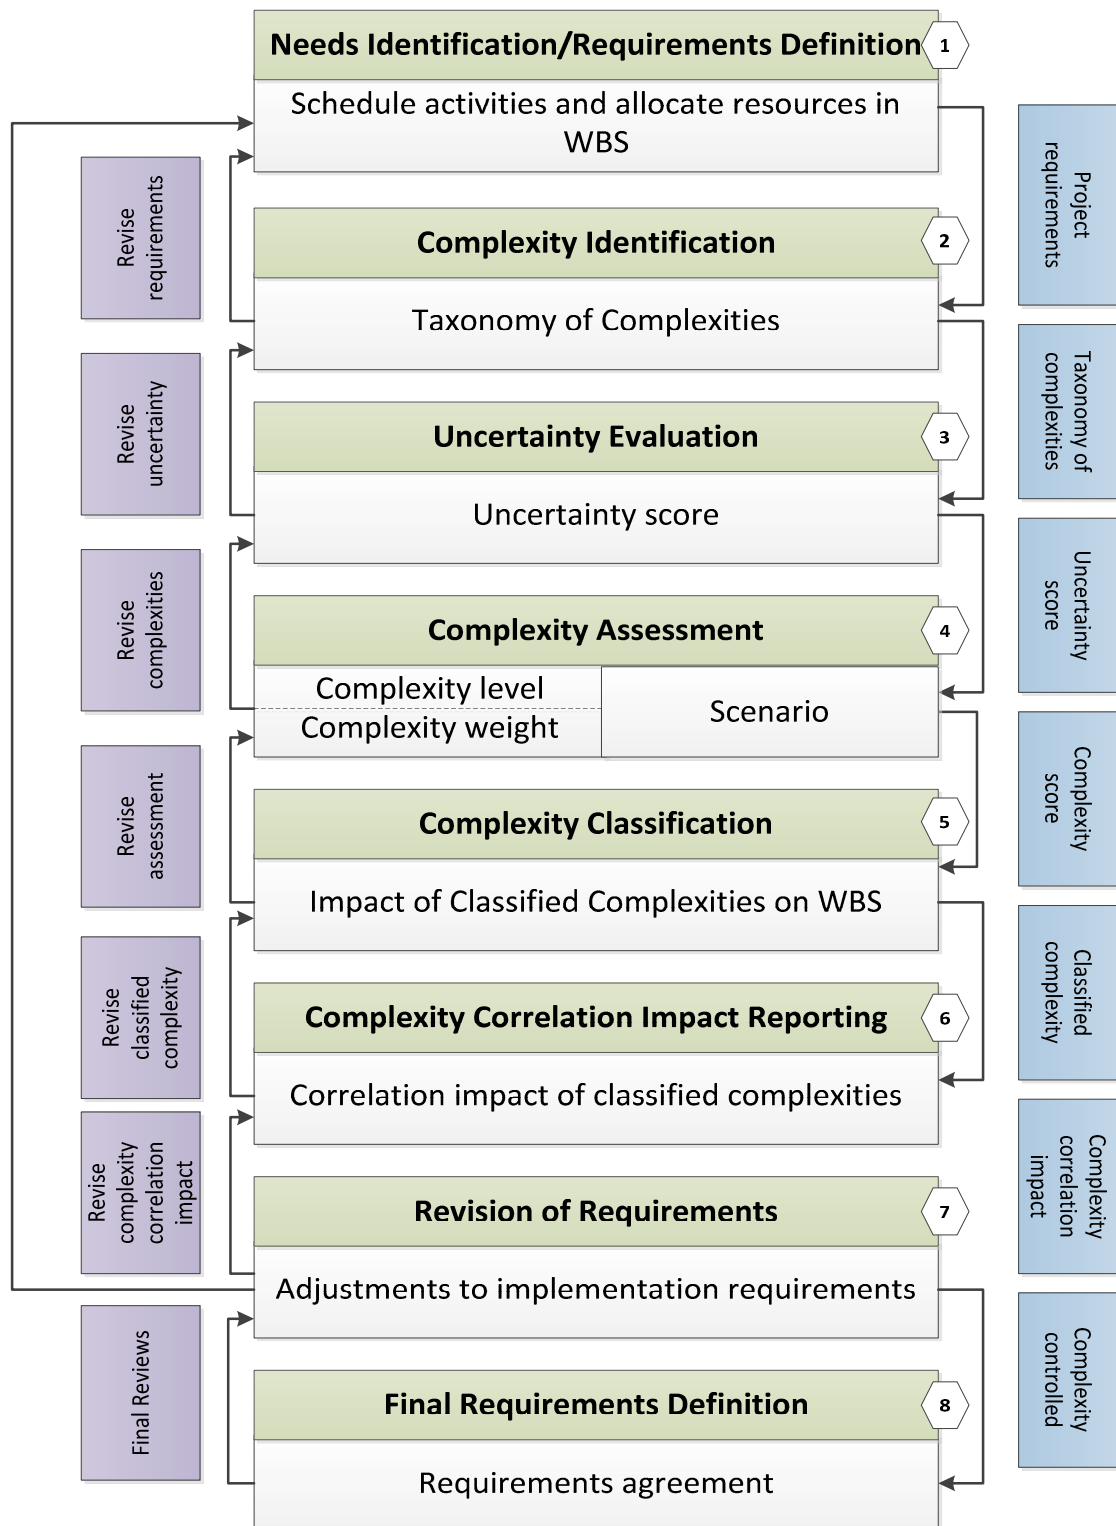 Needs Identification/Requirements Definition
1
Schedule activities and allocate resources in
WBS
Project
requirements
Revise
requirements
Complexity Identification
2
Taxonomy of Complexities
Taxonomy of
complexities
Revise
uncertainty
Uncertainty Evaluation
3
Uncertainty score
Uncertainty
score
Revise
complexities
Complexity Assessment
4
Complexity level
Complexity weight
Scenario
Complexity
score
Revise
assessment
Complexity Classification
5
Impact of Classified Complexities on WBS
Classified
complexity
Revise
classified
complexity
Complexity Correlation Impact Reporting
6
Correlation impact of classified complexities
Complexity
correlation
impact
Revise
complexity
correlation
impact
Revision of Requirements
7
Adjustments to implementation requirements
Complexity
controlled
Final Reviews
Final Requirements Definition
8
Requirements agreement